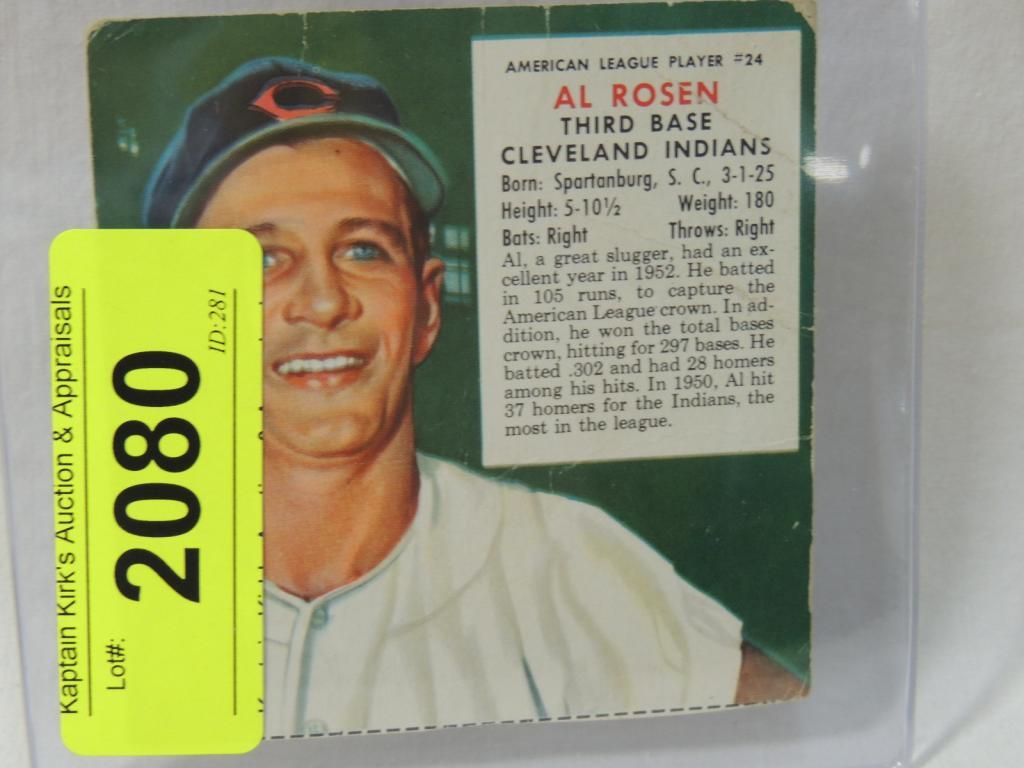 AMERICAN LEAGUE PLAYER #24
AL ROSEN
THIRD BASE
CLEVELAND INDIANS
Born: Spartanburg, S. C., 3-1-25
Height: 5-10½ Weight: 180
Bats: Right Throws: Right
Al, a great slugger, had an ex-
cellent year in 1952. He batted
in 105 runs, to capture the
American League crown. In ad-
dition, he won the total bases
crown, hitting for 297 bases. He
batted .302 and had 28 homers
among his hits. In 1950, Al hit
37 homers for the Indians, the
most in the league.
C
Kaptain Kirk's Auction & Appraisals
Lot#:
2080
ID:281